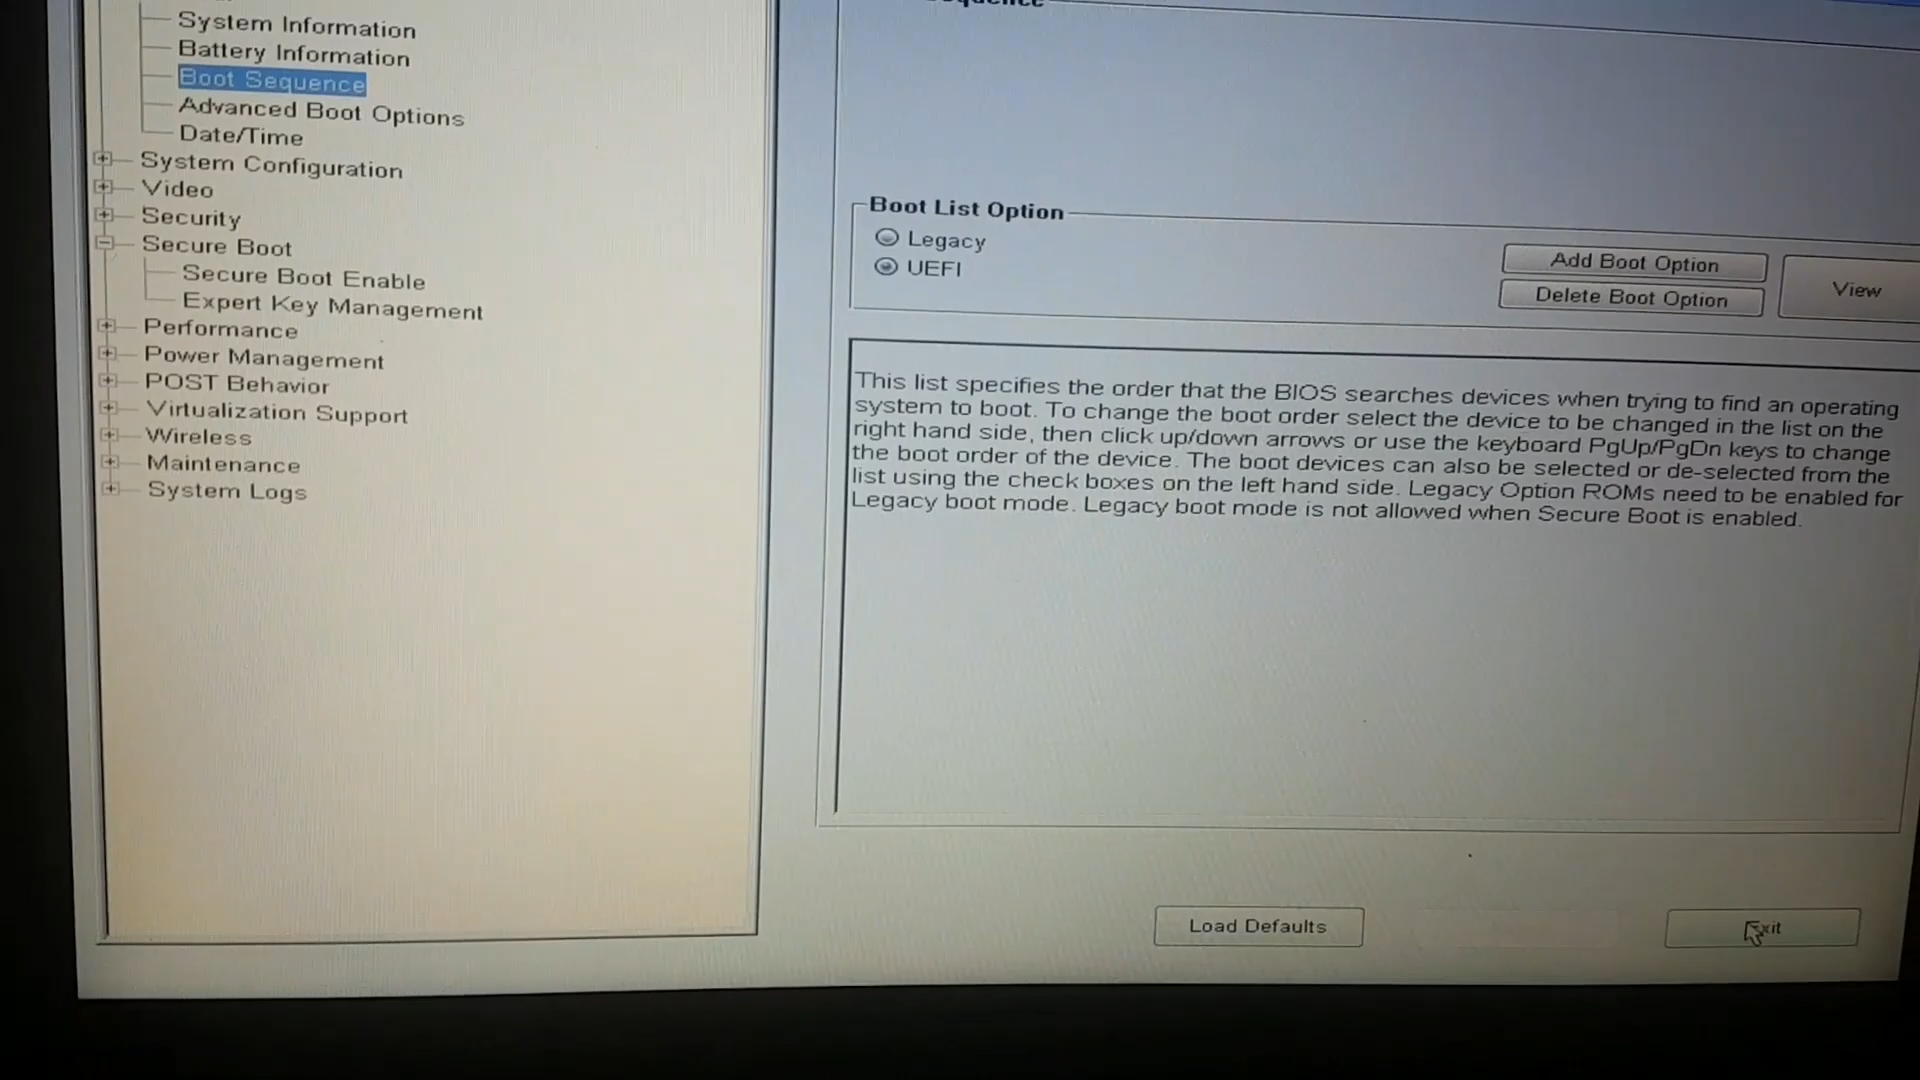 System Information
Battery Information
Boot Sequence
Advanced Boot Options
Date/Time
System Configuration
Video
Security
Secure Boot
Secure Boot Enable
Expert Key Management
Performance
Power Management
POST Behavior
Virtualization Support
Wireless
Maintenance
System Logs
Boot List Option
Legacy
UEFI
Add Boot Option
Delete Boot Option
View
This list specifies the order that the BIOS searches devices when trying to find an operating
system to boot. To change the boot order select the device to be changed in the list on the
right hand side, then click up/down arrows or use the keyboard PgUp/PgDn keys to change
the boot order of the device. The boot devices can also be selected or de-selected from the
list using the check boxes on the left hand side. Legacy Option ROMs need to be enabled for
Legacy boot mode. Legacy boot mode is not allowed when Secure Boot is enabled.
Load Defaults
Exit